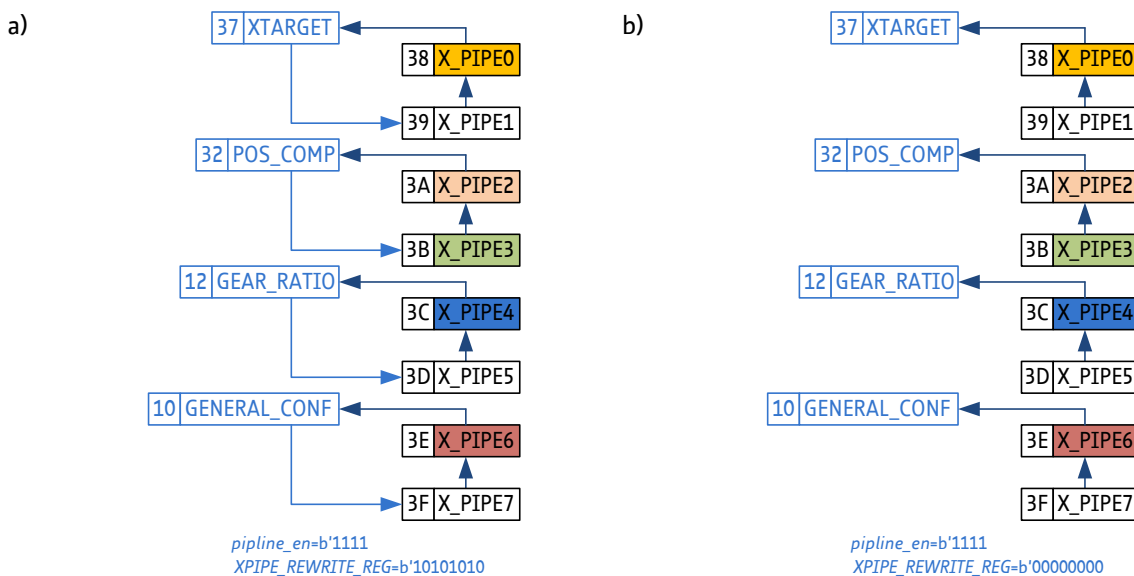 a)
37 XTARGET
38 X_PIPE0
39 X_PIPE1
32 POS_COMP
3A X_PIPE2
3B X_PIPE3
12 GEAR_RATIO
3C X_PIPE4
3D X_PIPE5
10 GENERAL_CONF
3E X_PIPE6
3F X_PIPE7
pipline_en=b'1111
XPIPE_REWRITE_REG=b'10101010
b)
37 XTARGET
38 X_PIPE0
39 X_PIPE1
32 POS_COMP
3A X_PIPE2
3B X_PIPE3
12 GEAR_RATIO
3C X_PIPE4
3D X_PIPE5
10 GENERAL_CONF
3E X_PIPE6
3F X_PIPE7
pipline_en=b'1111
XPIPE_REWRITE_REG=b'00000000